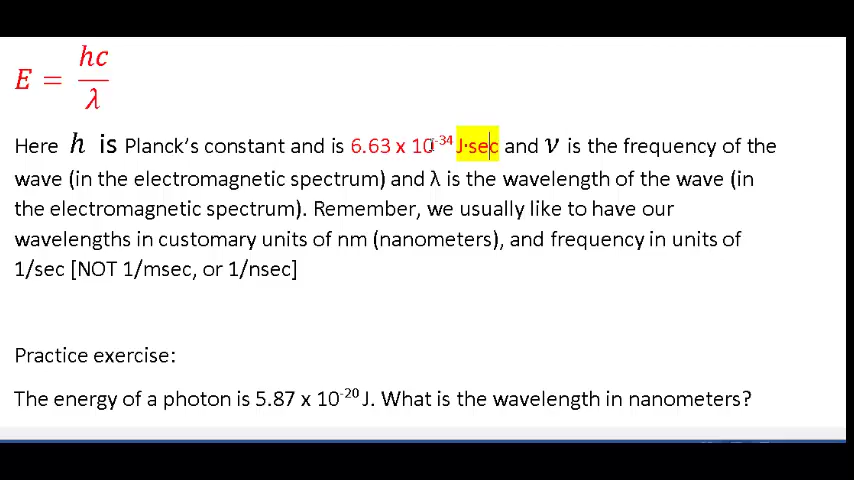 E = hc/λ
Here h is Planck's constant and is 6.63 x 10⁻³⁴ J·sec and ν is the frequency of the
wave (in the electromagnetic spectrum) and λ is the wavelength of the wave (in
the electromagnetic spectrum). Remember, we usually like to have our
wavelengths in customary units of nm (nanometers), and frequency in units of
1/sec [NOT 1/msec, or 1/nsec]
Practice exercise:
The energy of a photon is 5.87 x 10⁻²⁰ J. What is the wavelength in nanometers?